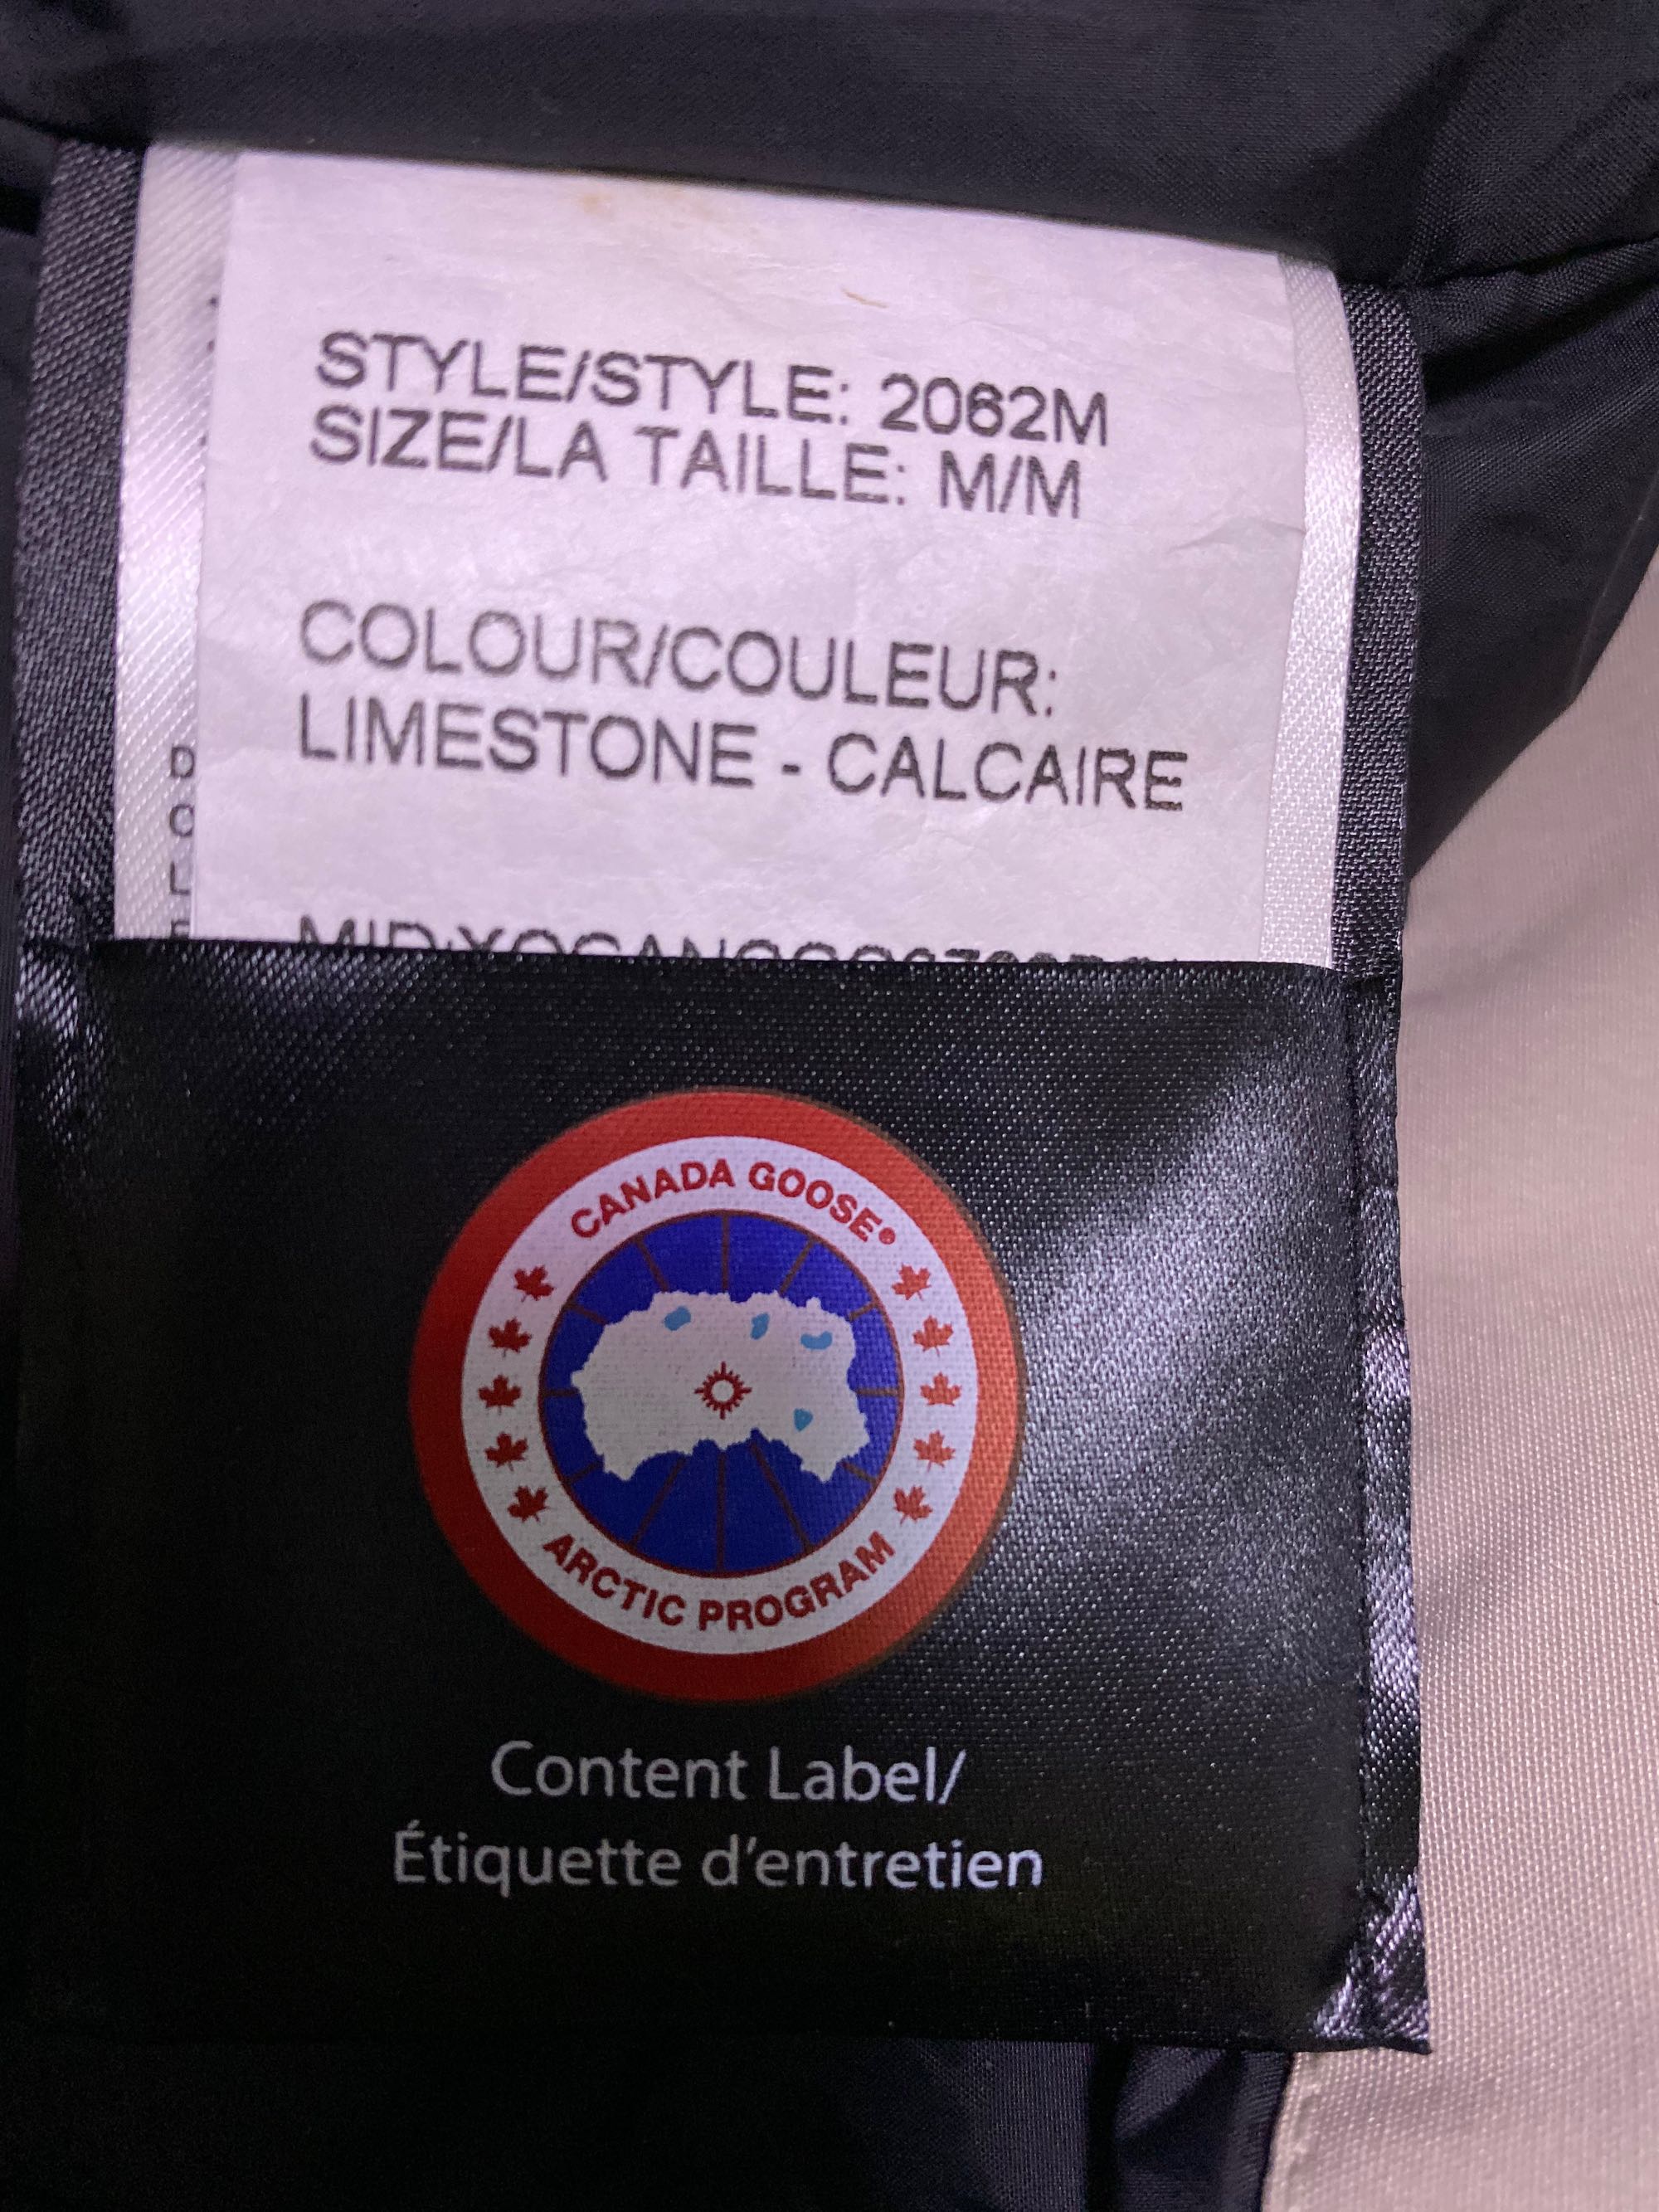 STYLE/STYLE: 2062M
SIZE/LA TAILLE: M/M
COLOUR/COULEUR:
LIMESTONE - CALCAIRE
D
O
L
CANADA GOOSE®
ARCTIC PROGRAM
Content Label/
Étiquette d'entretien